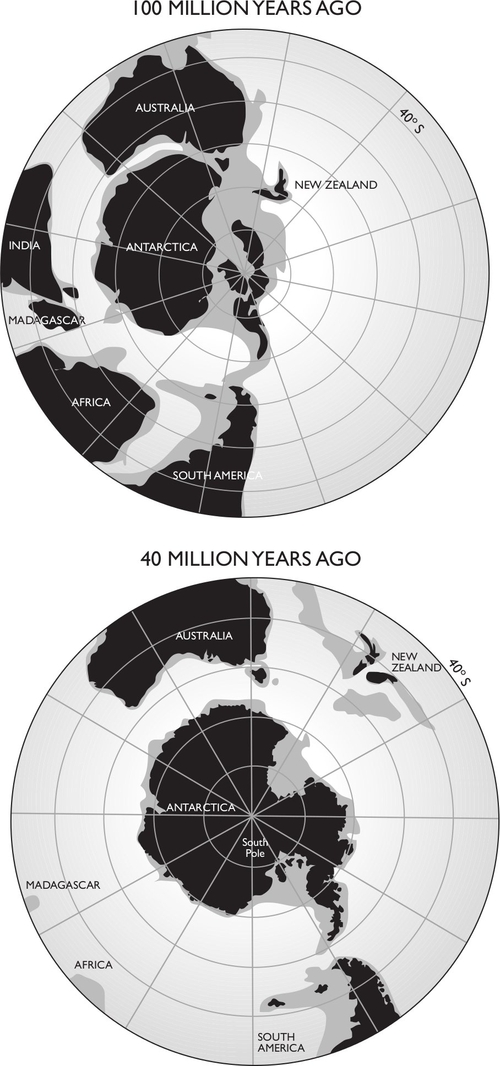 100 MILLION YEARS AGO
AUSTRALIA
40° S
NEW ZEALAND
INDIA
ANTARCTICA
MADAGASCAR
AFRICA
SOUTH AMERICA
40 MILLION YEARS AGO
AUSTRALIA
NEW
ZEALAND
40° S
ANTARCTICA
South
Pole
MADAGASCAR
AFRICA
SOUTH
AMERICA